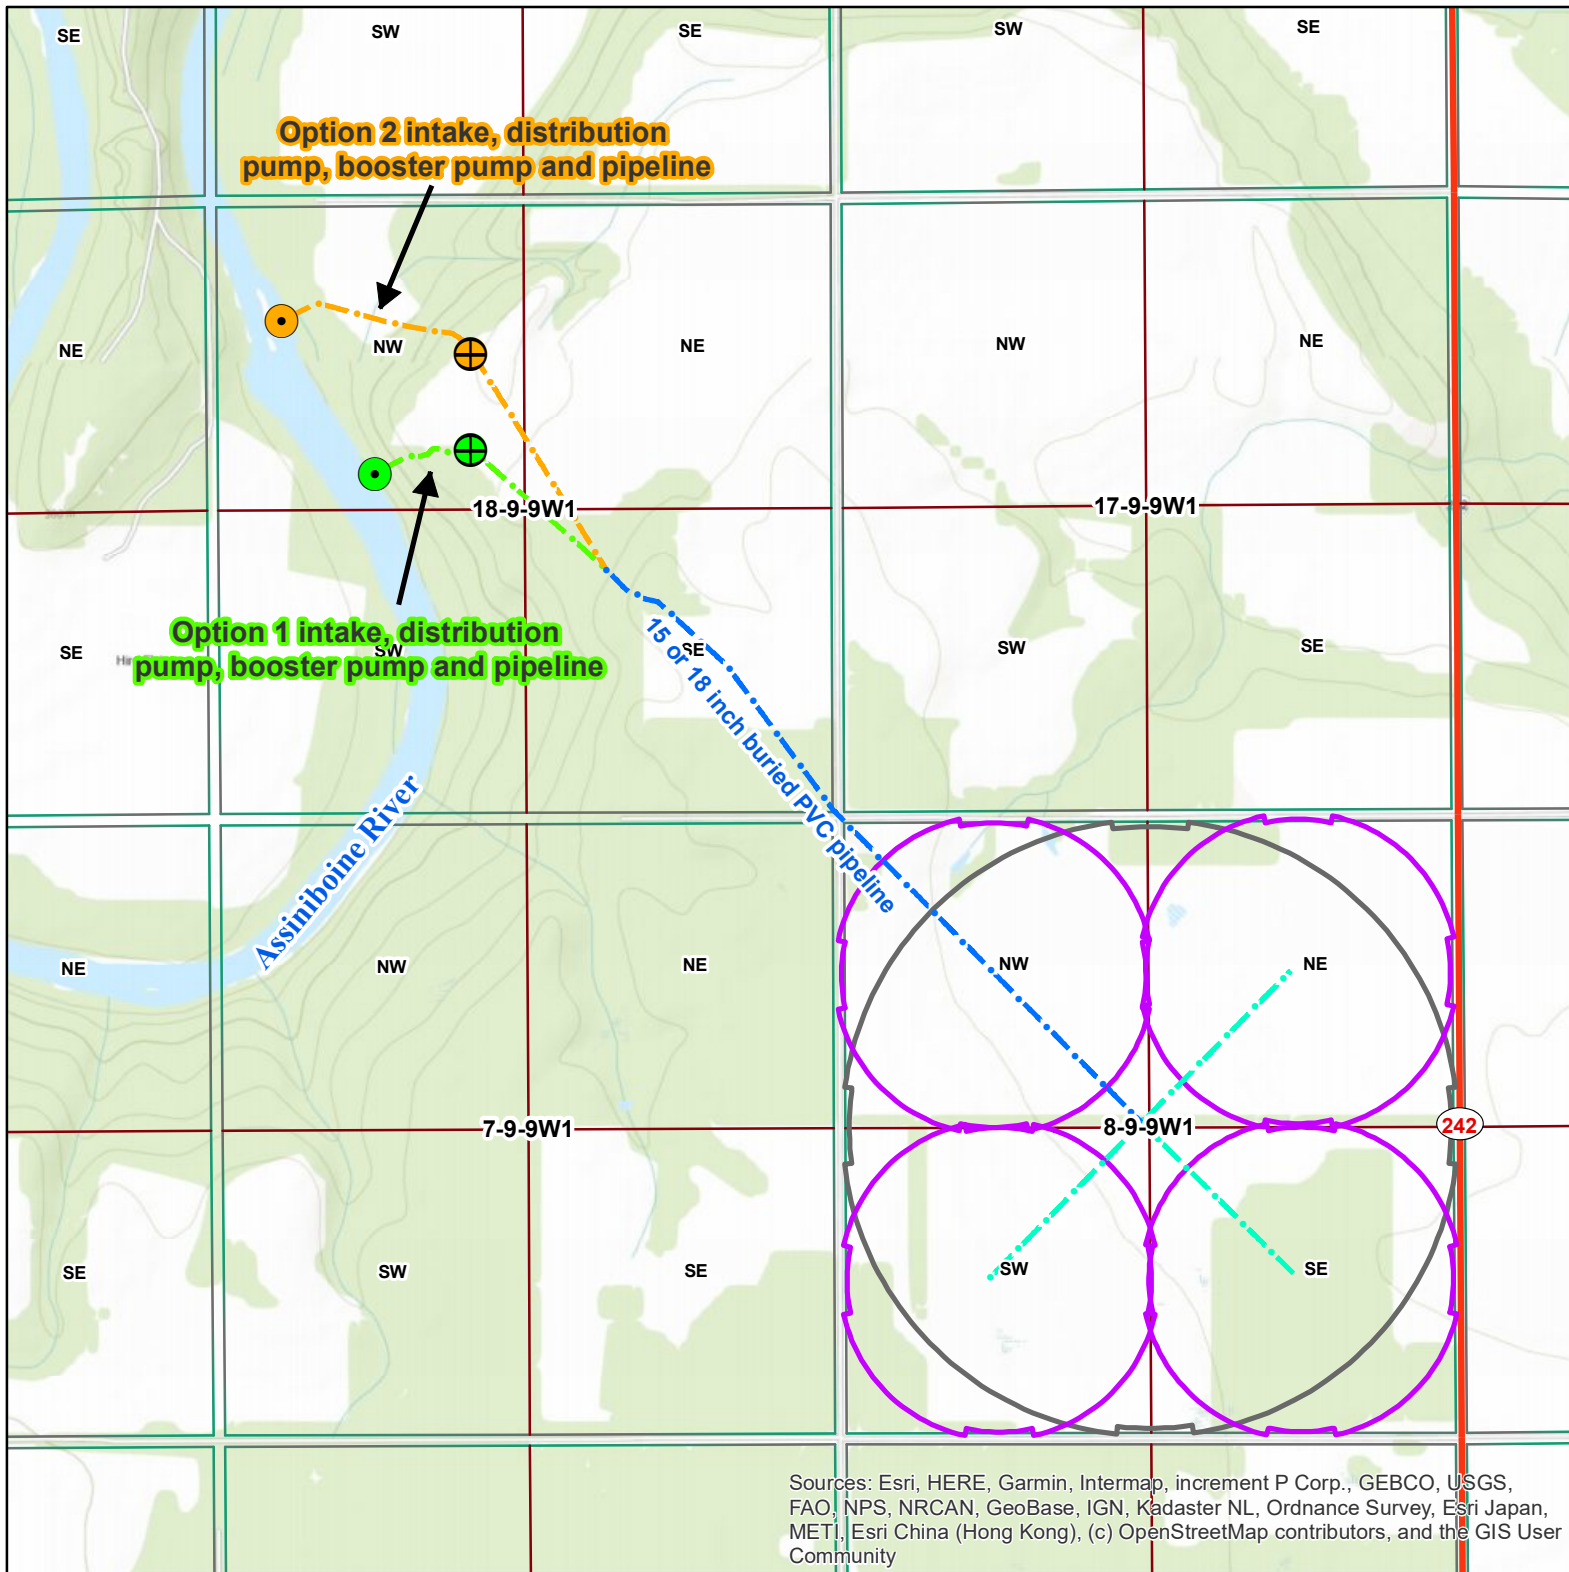 SE
SW
SE
SW
SE
Option 2 intake, distribution
pump, booster pump and pipeline
NE
NW
NE
NW
NE
18-9-9W1
17-9-9W1
Option 1 intake, distribution
pump, booster pump and pipeline
SE
SW
SE
SW
SE
15 or 18 inch buried PVC pipeline
Assiniboine River
NE
NW
NE
NW
NE
7-9-9W1
8-9-9W1
242
SE
SW
SE
SW
SE
Sources: Esri, HERE, Garmin, Intermap, increment P Corp., GEBCO, USGS,
FAO, NPS, NRCAN, GeoBase, IGN, Kadaster NL, Ordnance Survey, Esri Japan,
METI, Esri China (Hong Kong), (c) OpenStreetMap contributors, and the GIS User
Community